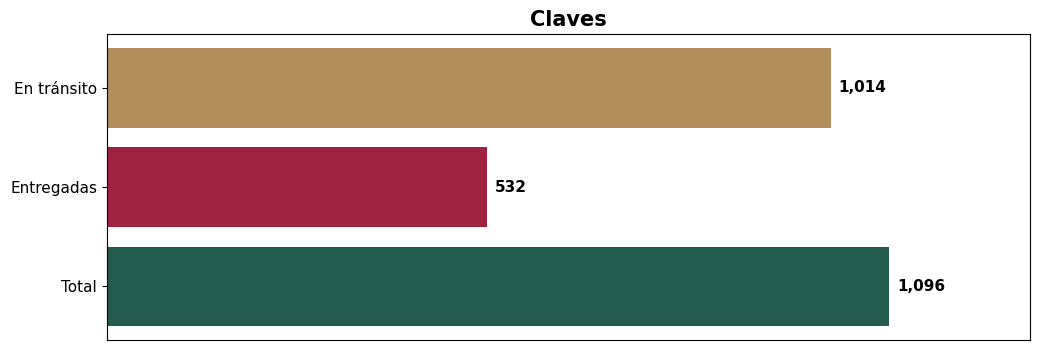 Claves
En tránsito 1,014
Entregadas 532
Total 1,096